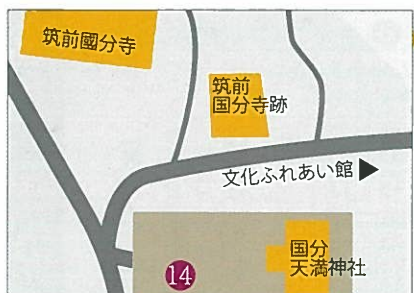 筑前國分寺
筑前
国分寺跡
文化ふれあい館▶
国分
天満神社
14